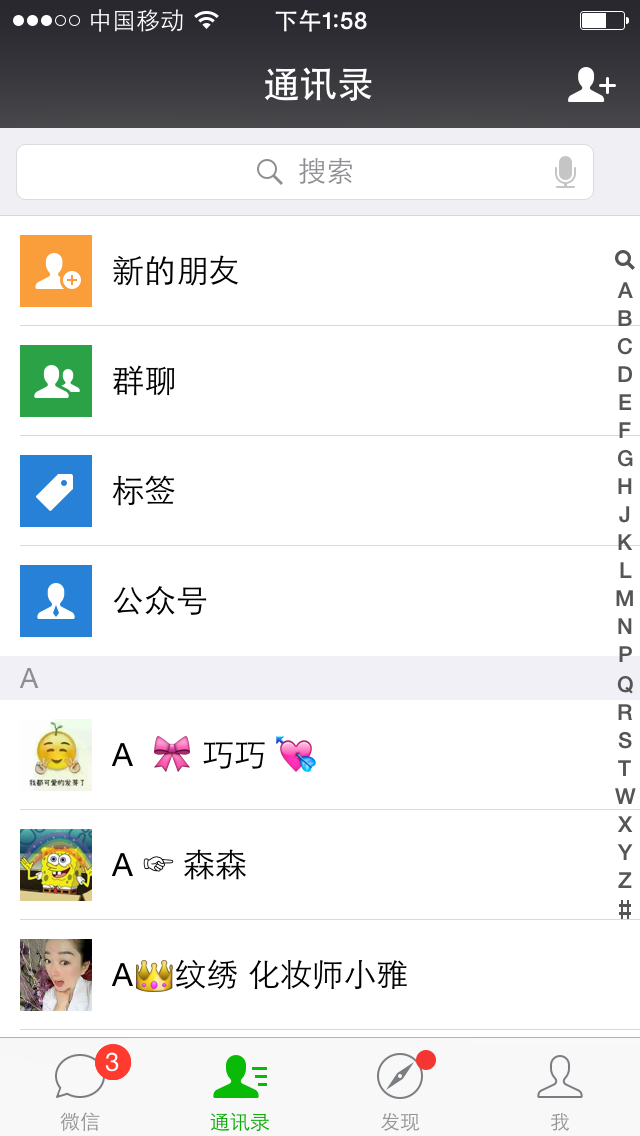 中国移动 下午1:58
通讯录
搜索
新的朋友
群聊
标签
公众号
A
A 🎀 巧巧 💘
我都可爱的发芽了
A ☞ 森森
A👑纹绣 化妆师小雅
A
B
C
D
E
F
G
H
J
K
L
M
N
P
Q
R
S
T
W
X
Y
Z
#
3
微信 通讯录 发现 我